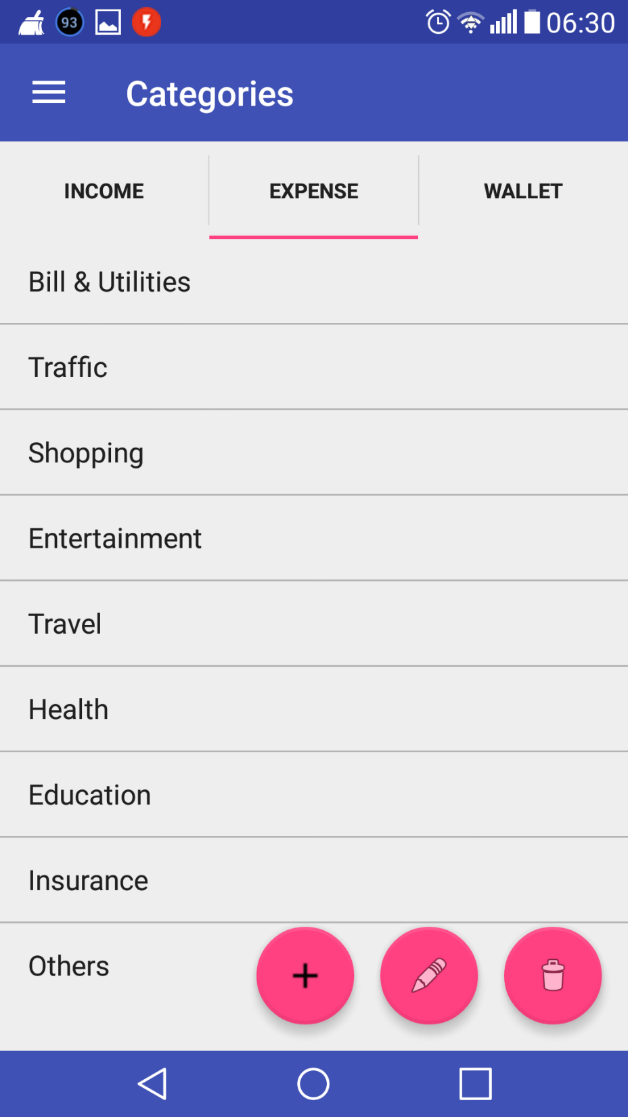 93
06:30
Categories
INCOME
EXPENSE
WALLET
Bill & Utilities
Traffic
Shopping
Entertainment
Travel
Health
Education
Insurance
Others